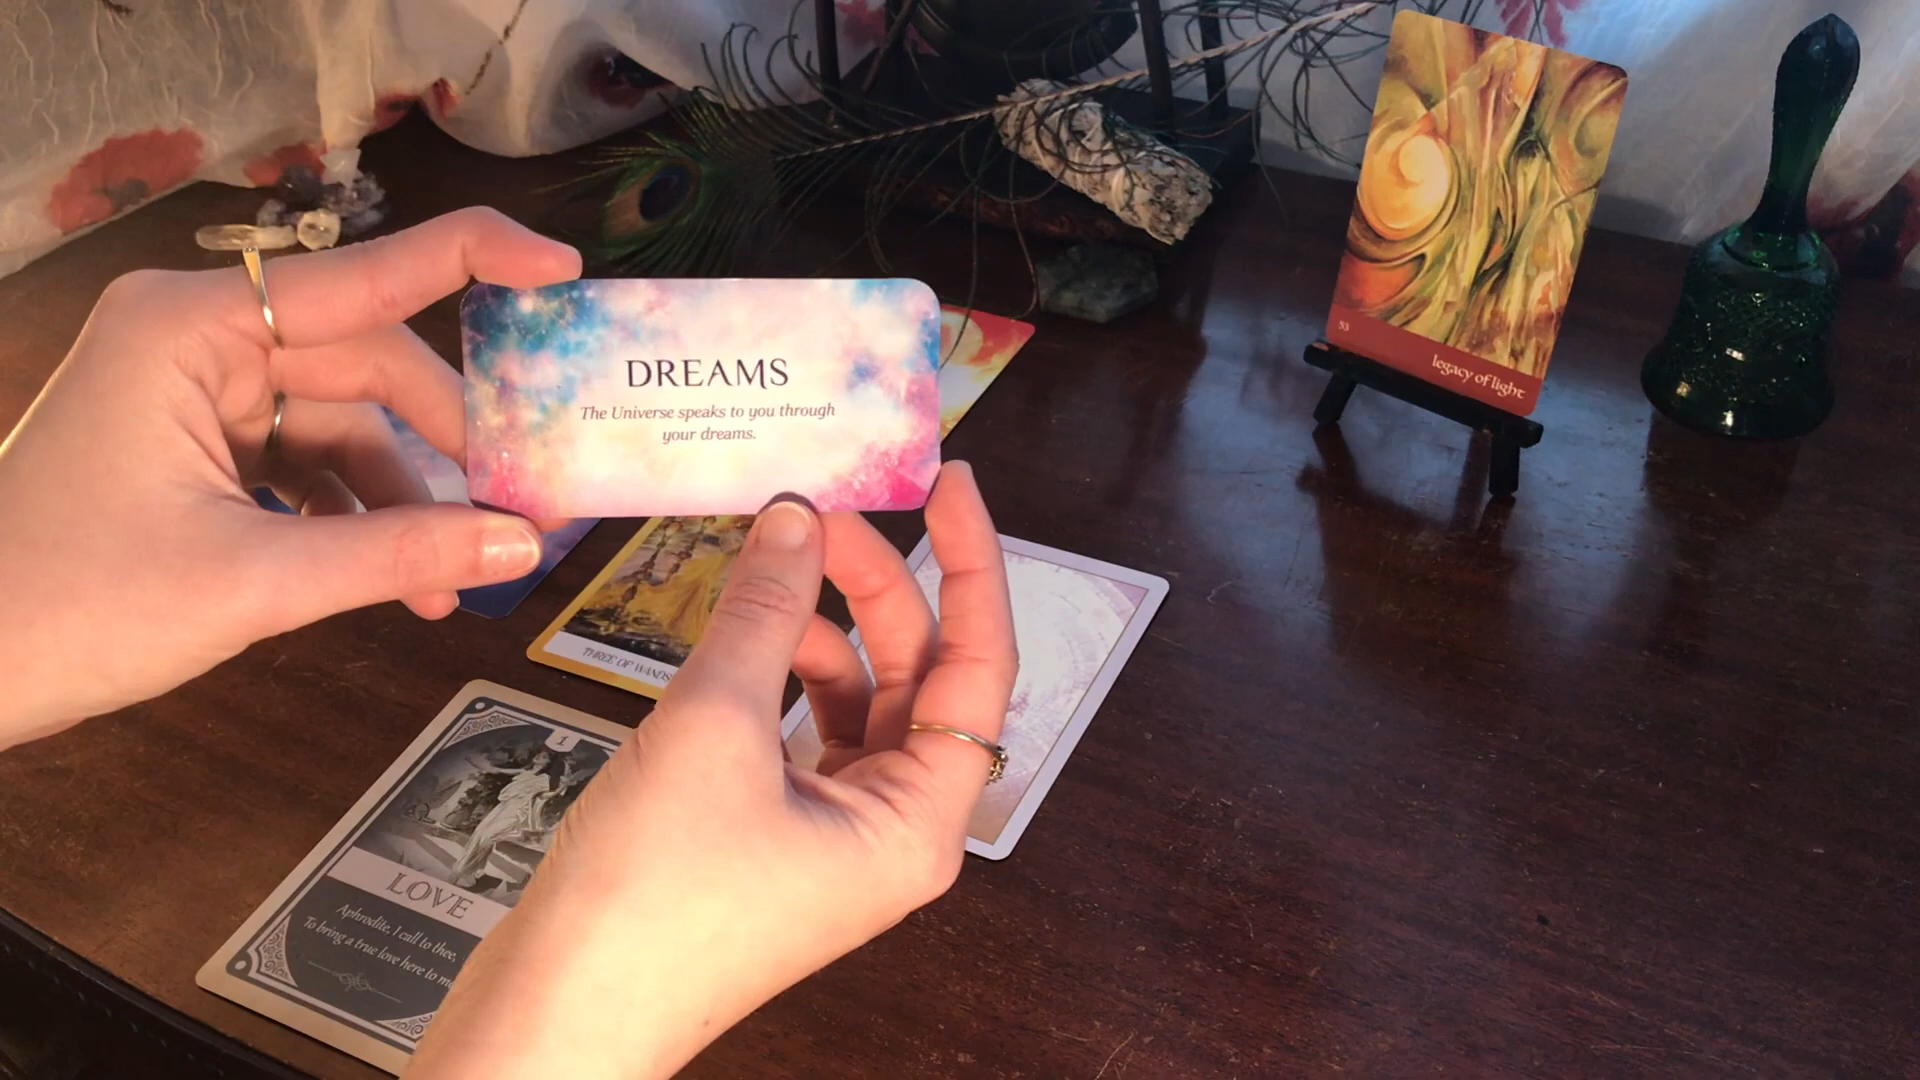 DREAMS
The Universe speaks to you through
your dreams.
53
legacy of light
THREE OF WANDS
1
LOVE
Aphrodite, I call to thee,
To bring a true love here to